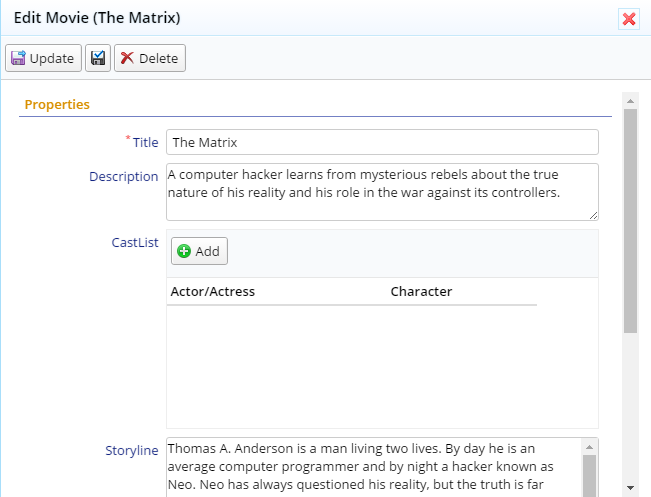 Edit Movie (The Matrix)
Update Delete
Properties
*Title The Matrix
Description A computer hacker learns from mysterious rebels about the true
nature of his reality and his role in the war against its controllers.
CastList Add
Actor/Actress Character
Storyline Thomas A. Anderson is a man living two lives. By day he is an
average computer programmer and by night a hacker known as
Neo. Neo has always questioned his reality, but the truth is far